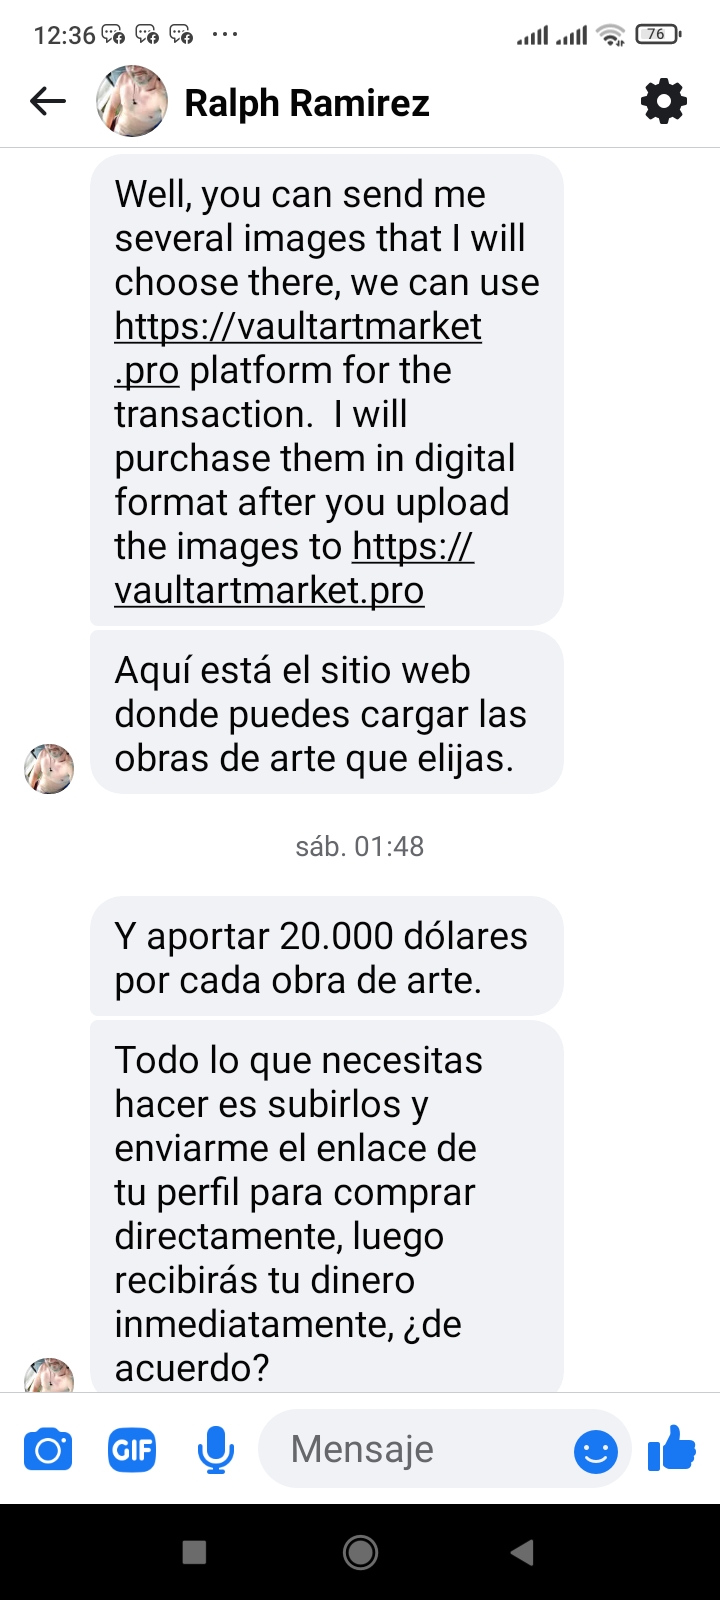 12:36
76
Ralph Ramirez
Well, you can send me
several images that I will
choose there, we can use
https://vaultartmarket
.pro platform for the
transaction.  I will
purchase them in digital
format after you upload
the images to https://
vaultartmarket.pro
Aquí está el sitio web
donde puedes cargar las
obras de arte que elijas.
sáb. 01:48
Y aportar 20.000 dólares
por cada obra de arte.
Todo lo que necesitas
hacer es subirlos y
enviarme el enlace de
tu perfil para comprar
directamente, luego
recibirás tu dinero
inmediatamente, ¿de
acuerdo?
GIF
Mensaje